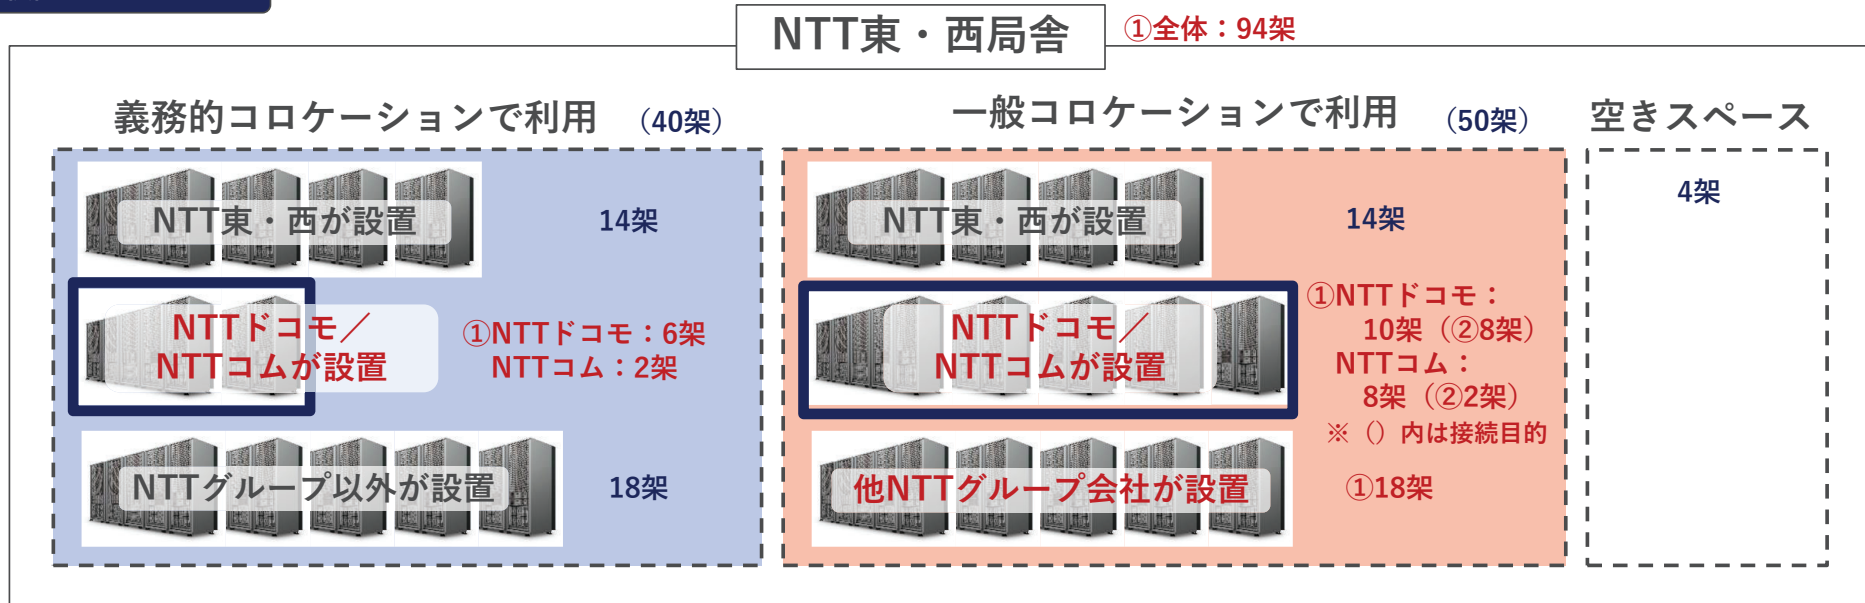 NTT東・西局舎
①全体：94架
義務的コロケーションで利用 （40架）
NTT東・西が設置
14架
NTTドコモ／
NTTコムが設置
①NTTドコモ：6架
NTTコム：2架
NTTグループ以外が設置
18架
一般コロケーションで利用 （50架）
NTT東・西が設置
14架
NTTドコモ／
NTTコムが設置
①NTTドコモ：
10架（②8架）
NTTコム：
8架（②2架）
※（）内は接続目的
他NTTグループ会社が設置
①18架
空きスペース
4架